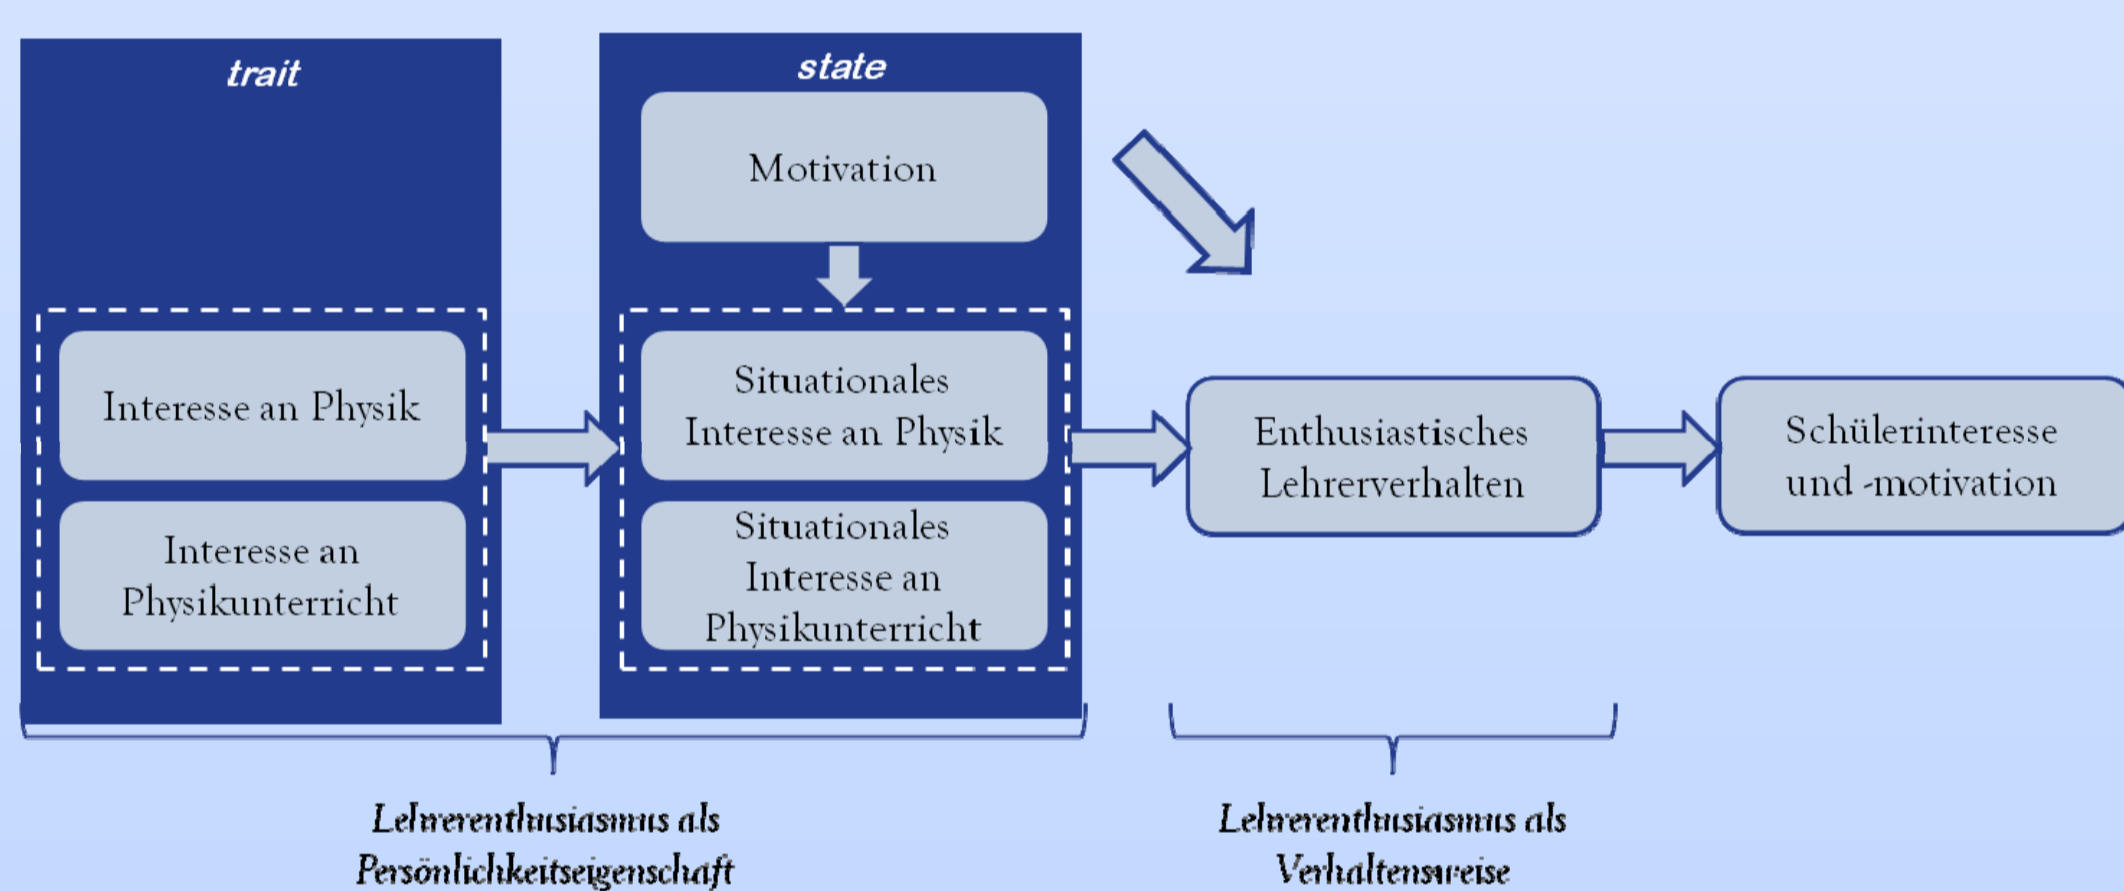 trait
Interesse an Physik
Interesse an
Physikunterricht
state
Motivation
Situationales
Interesse an Physik
Situationales
Interesse an
Physikunterricht
Enthusiastisches
Lehrerverhalten
Schülerinteresse
und -motivation
Lehrerenthusiasmus als
Persönlichkeitseigenschaft
Lehrerenthusiasmus als
Verhaltensweise